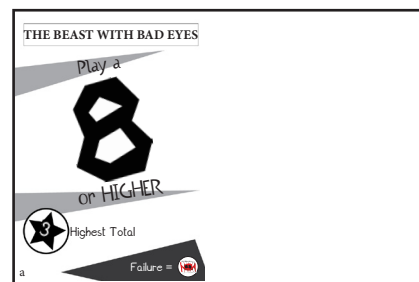 THE BEAST WITH BAD EYES
Play a
8
or HIGHER
3 Highest Total
Failure =
a